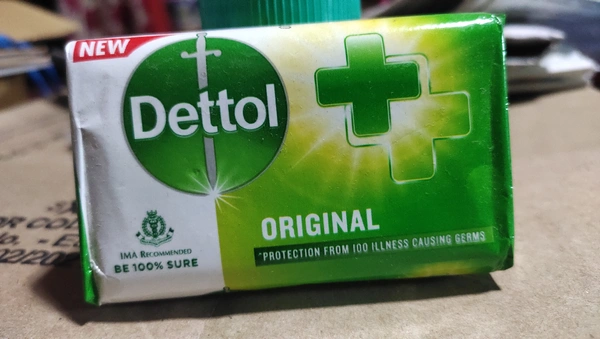 NEW
Dettol
IMA RECOMMENDED
BE 100% SURE
ORIGINAL
*PROTECTION FROM 100 ILLNESS CAUSING GERMS